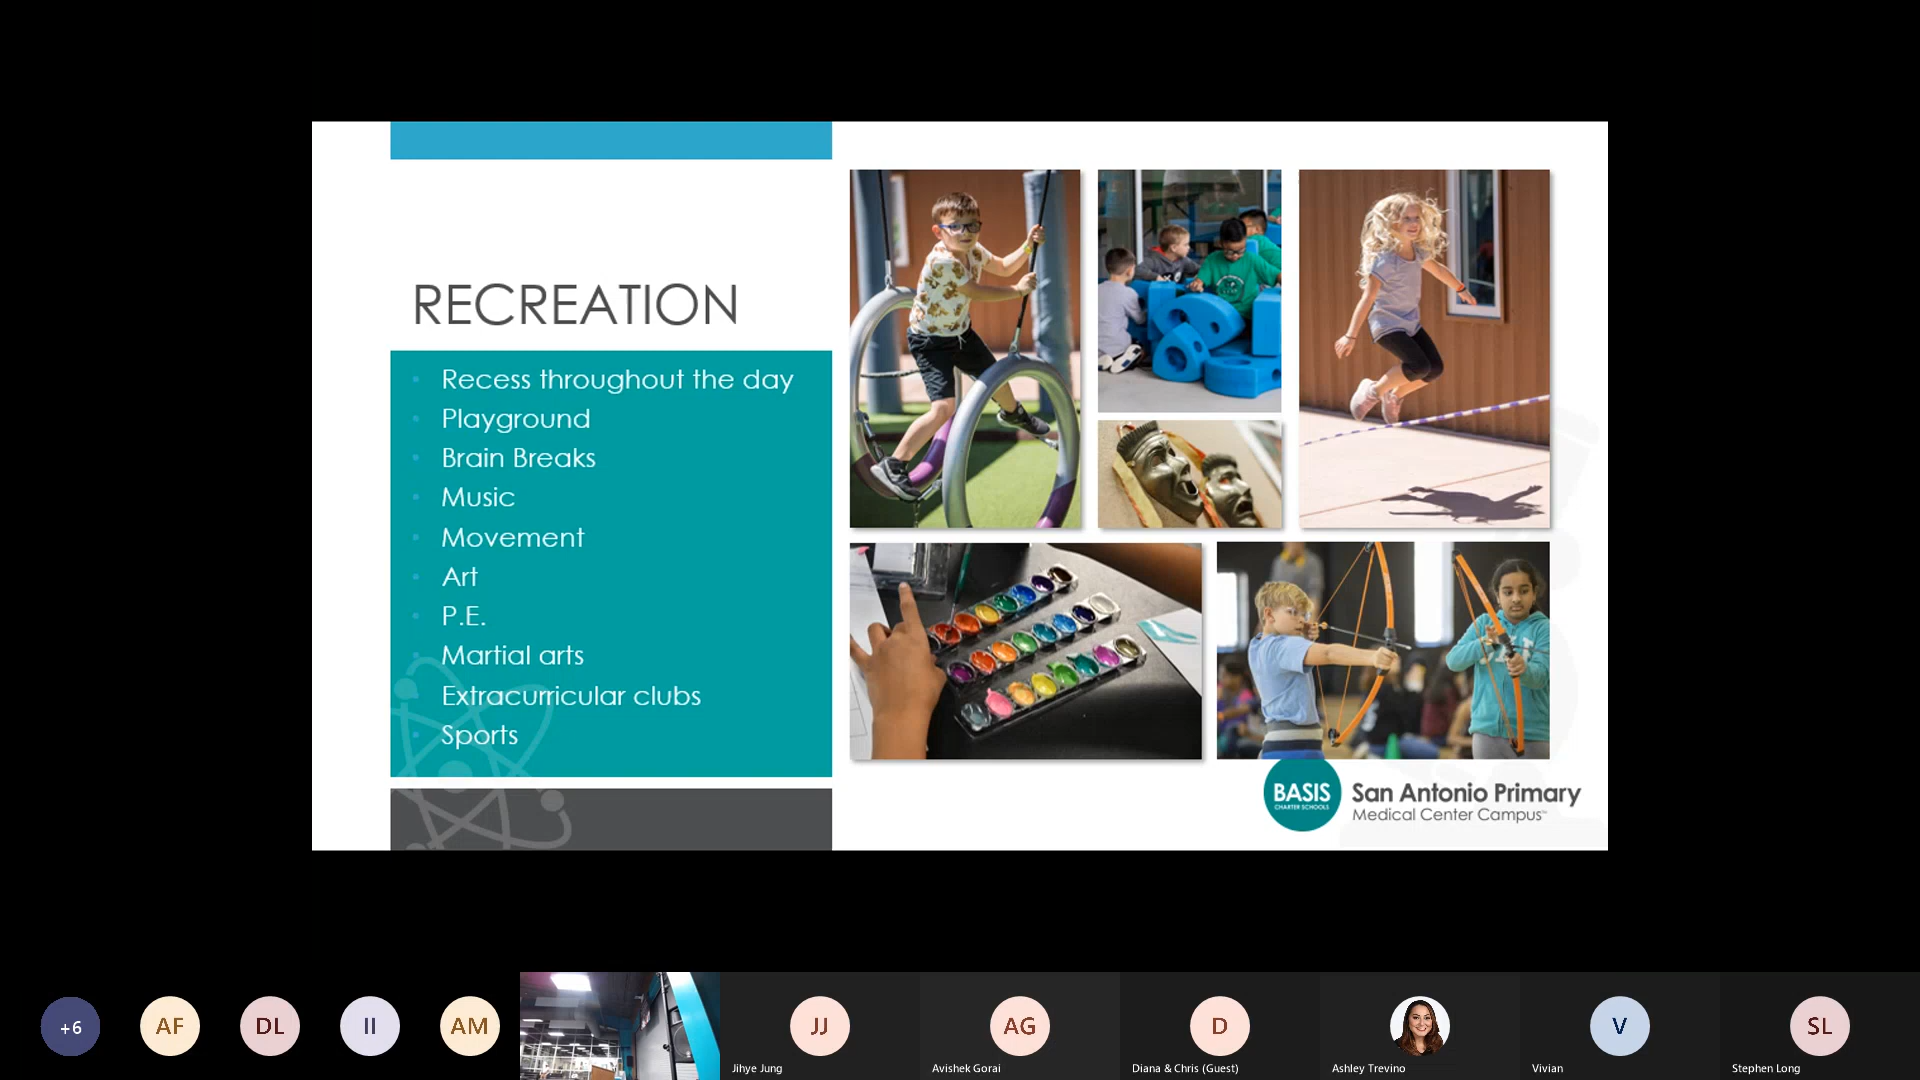 RECREATION
Recess throughout the day
Playground
Brain Breaks
Music
Movement
Art
P.E.
Martial arts
Extracurricular clubs
Sports
BASIS
CHARTER SCHOOLS
San Antonio Primary
Medical Center Campus
+6
AF
DL
II
AM
JJ
Jihye Jung
AG
Avishek Gorai
D
Diana & Chris (Guest)
Ashley Trevino
V
Vivian
SL
Stephen Long